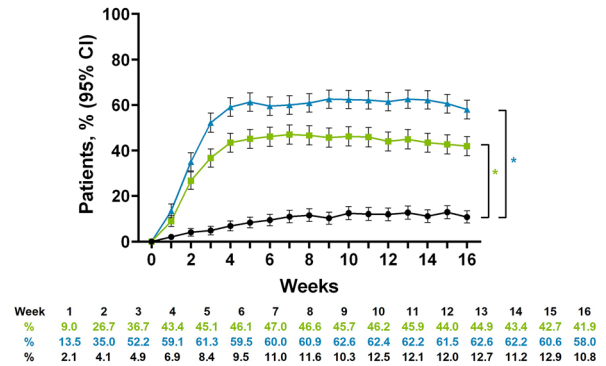 100
80
60
40
20
0
Patients, % (95% CI)
*
*
0 2 4 6 8 10 12 14 16
Weeks
Week 1 2 3 4 5 6 7 8 9 10 11 12 13 14 15 16
% 9.0 26.7 36.7 43.4 45.1 46.1 47.0 46.6 45.7 46.2 45.9 44.0 44.9 43.4 42.7 41.9
% 13.5 35.0 52.2 59.1 61.3 59.5 60.0 60.9 62.6 62.4 62.2 61.5 62.6 62.2 60.6 58.0
% 2.1 4.1 4.9 6.9 8.4 9.5 11.0 11.6 10.3 12.5 12.1 12.0 12.7 11.2 12.9 10.8